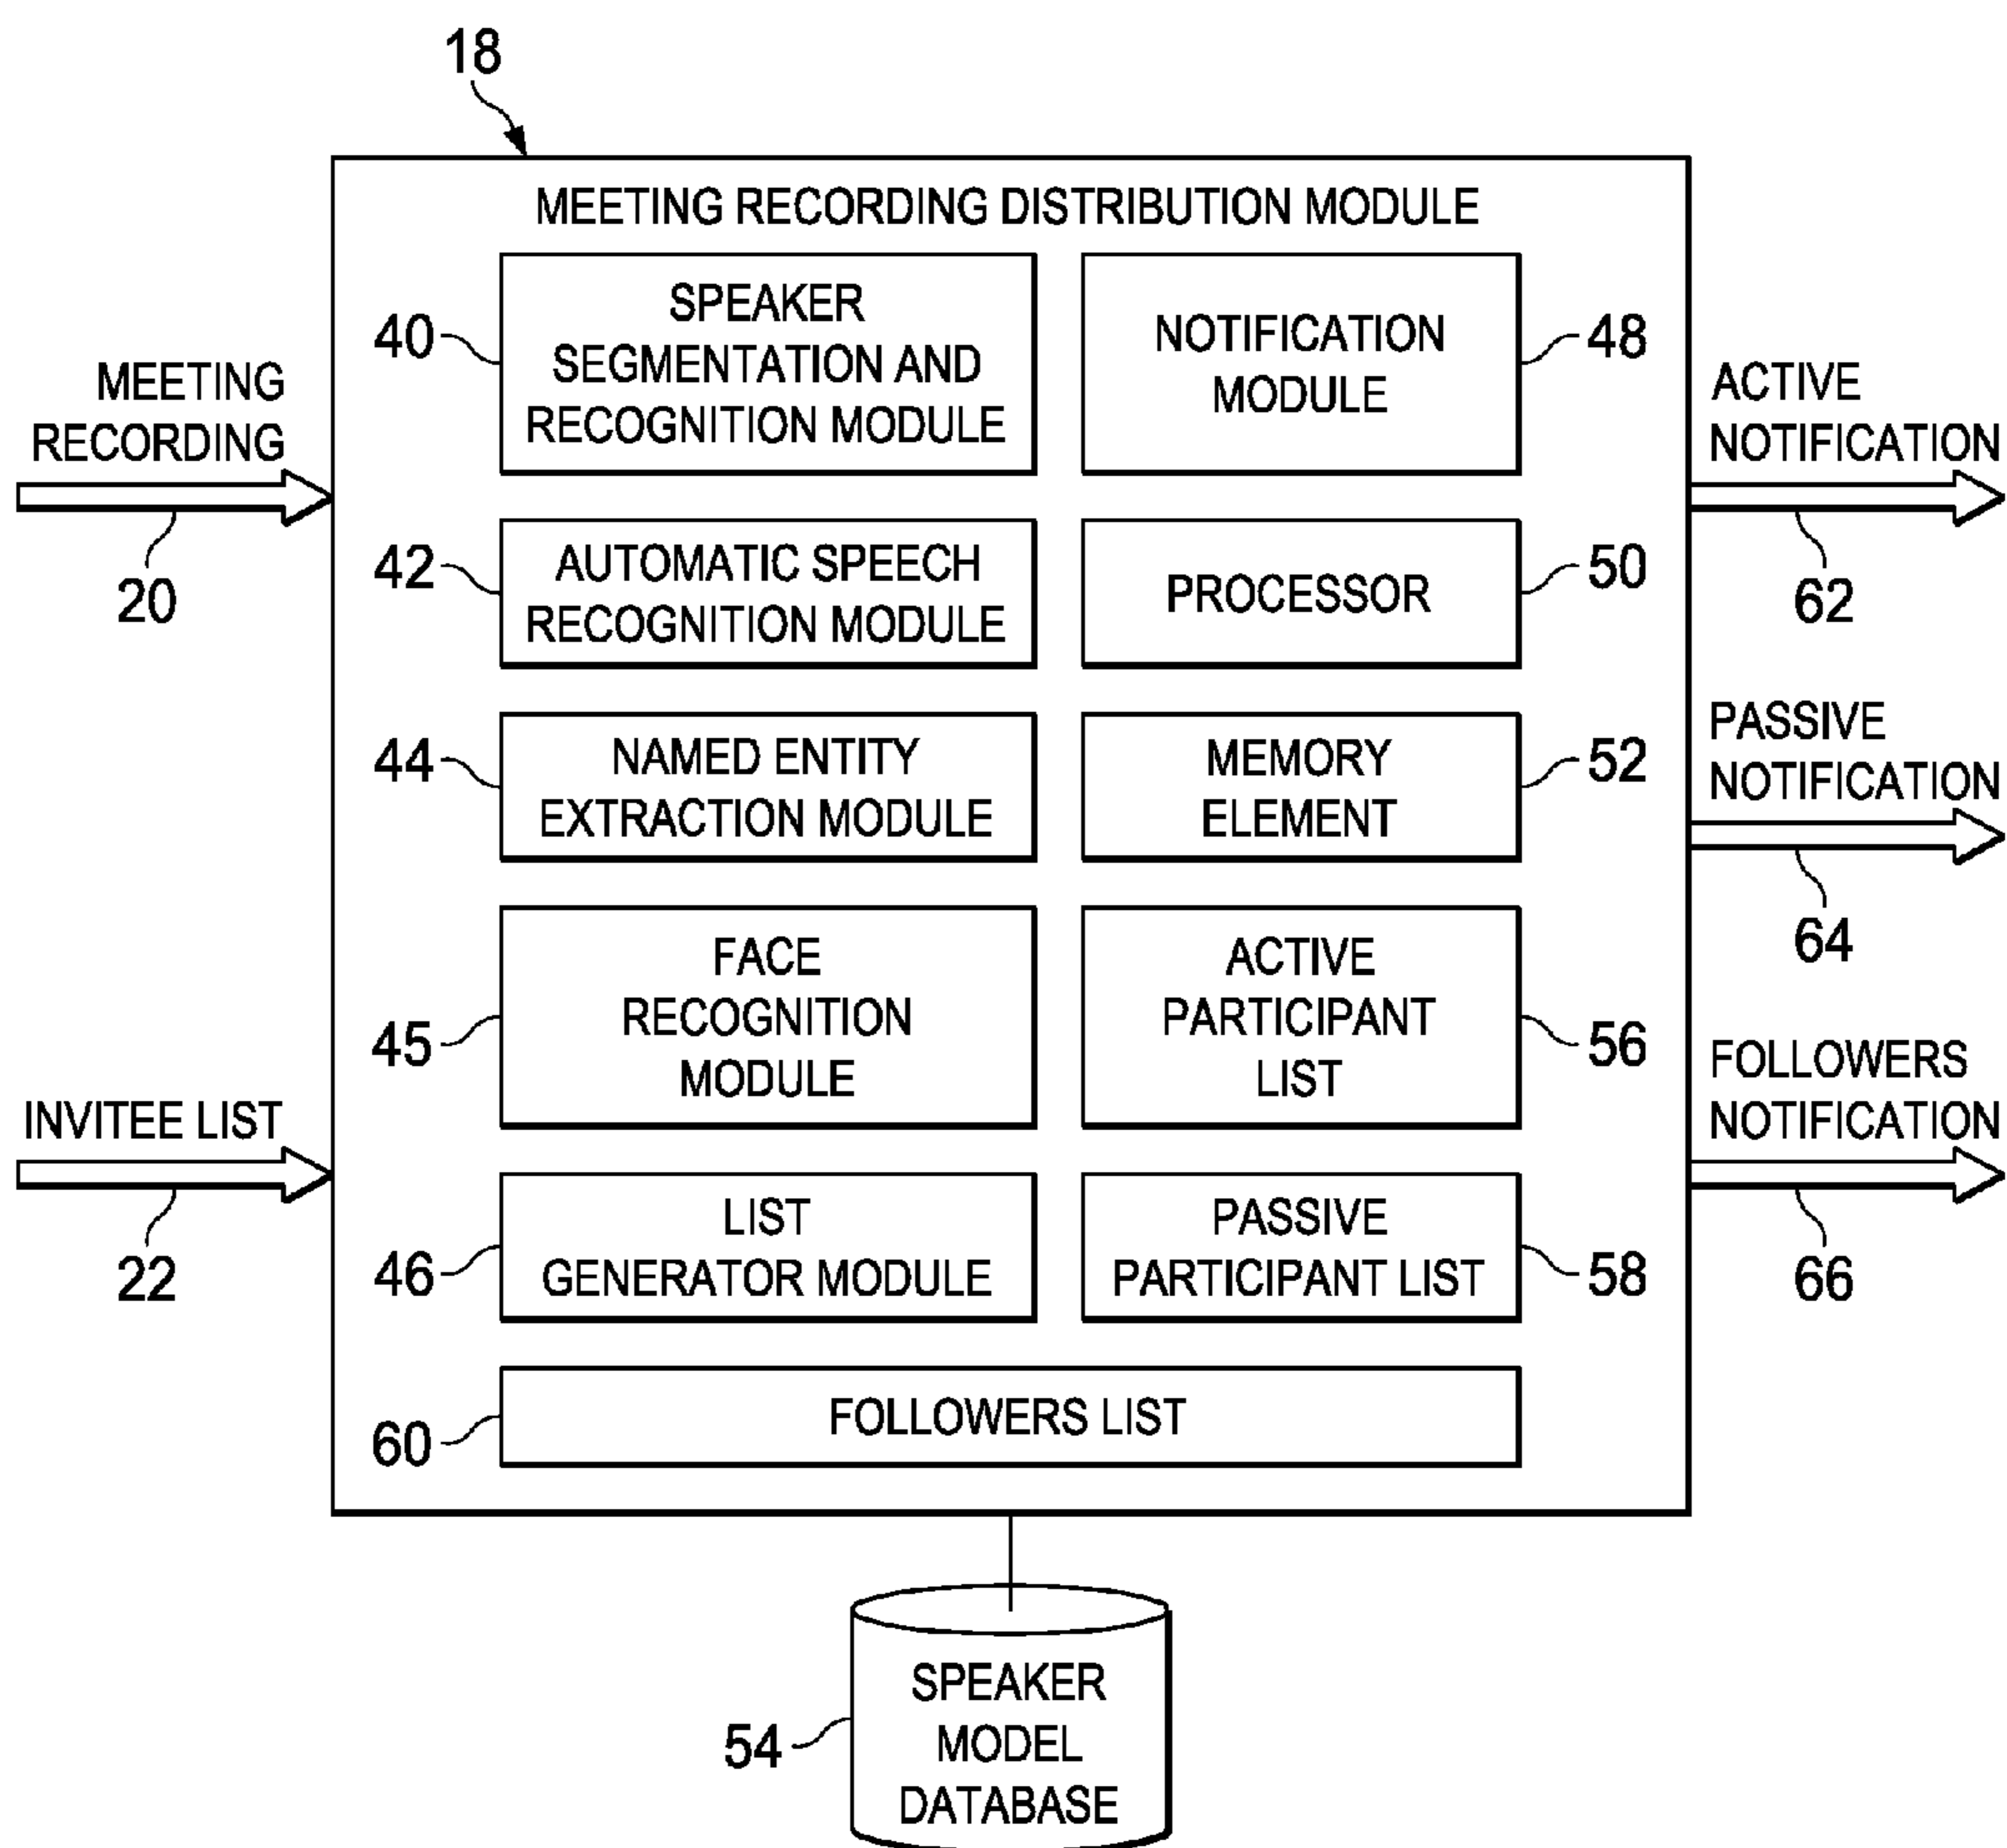 18
MEETING RECORDING DISTRIBUTION MODULE
MEETING
RECORDING
20
INVITEE LIST
22
40
SPEAKER
SEGMENTATION AND
RECOGNITION MODULE
42
AUTOMATIC SPEECH
RECOGNITION MODULE
44
NAMED ENTITY
EXTRACTION MODULE
45
FACE
RECOGNITION
MODULE
46
LIST
GENERATOR MODULE
NOTIFICATION
MODULE
48
PROCESSOR
50
MEMORY
ELEMENT
52
ACTIVE
PARTICIPANT
LIST
56
PASSIVE
PARTICIPANT LIST
58
60
FOLLOWERS LIST
ACTIVE
NOTIFICATION
62
PASSIVE
NOTIFICATION
64
FOLLOWERS
NOTIFICATION
66
54
SPEAKER
MODEL
DATABASE